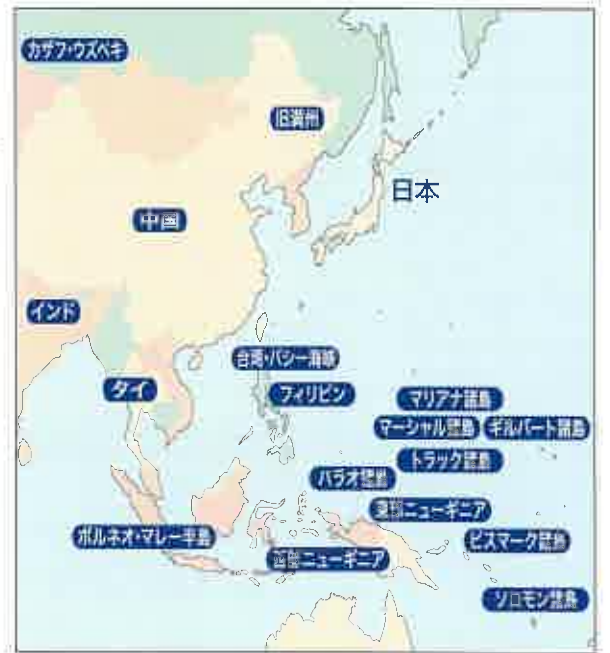 カザフ・ウズベキ
旧満州
日本
中国
インド
台湾・バシー海峡
タイ
フィリピン
マリアナ諸島
マーシャル諸島
ギルバート諸島
トラック諸島
パラオ諸島
東部ニューギニア
ボルネオ・マレー半島
ビスマーク諸島
西部ニューギニア
ソロモン諸島